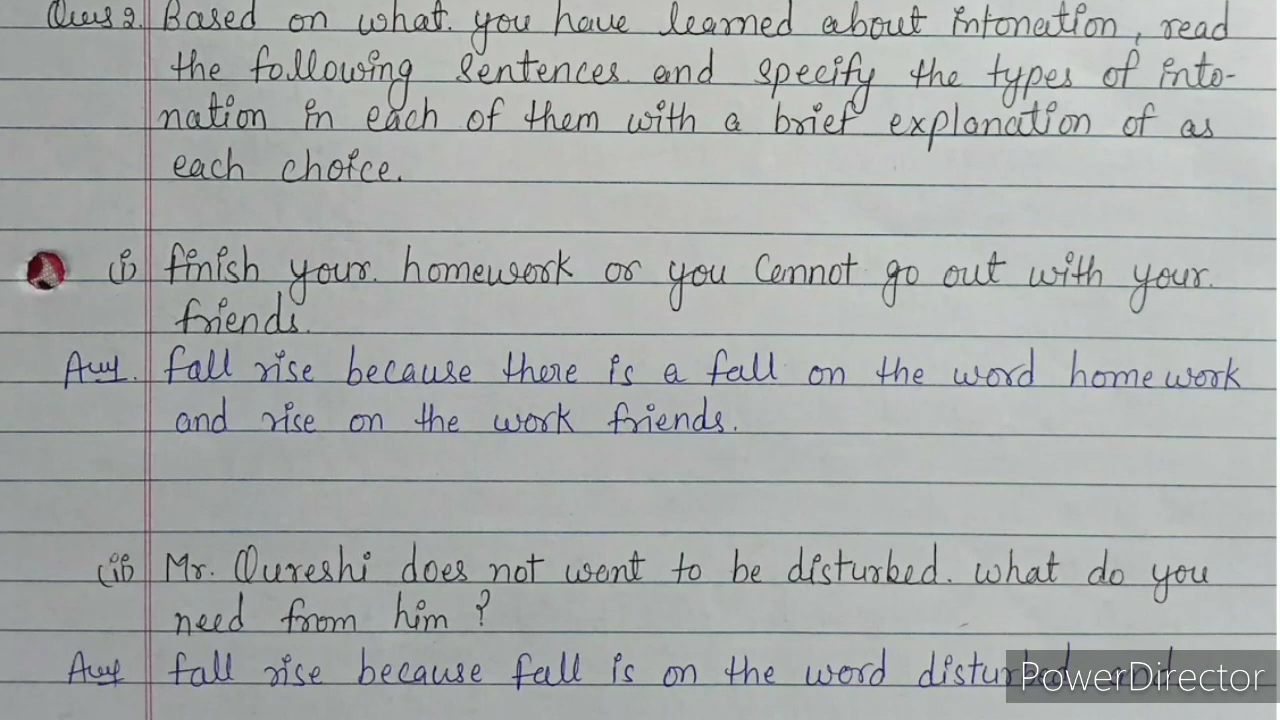 Ques 2. Based on what you have learned about intonation, read
the following sentences and specify the types of into-
nation in each of them with a brief explanation of as
each choice.
(i) finish your homework or you cannot go out with your
friends.
Ans. fall rise because there is a fall on the word homework
and rise on the work friends.
(ii) Mr. Qureshi does not want to be disturbed. what do you
need from him ?
Ans fall rise because fall is on the word disturbed and
PowerDirector